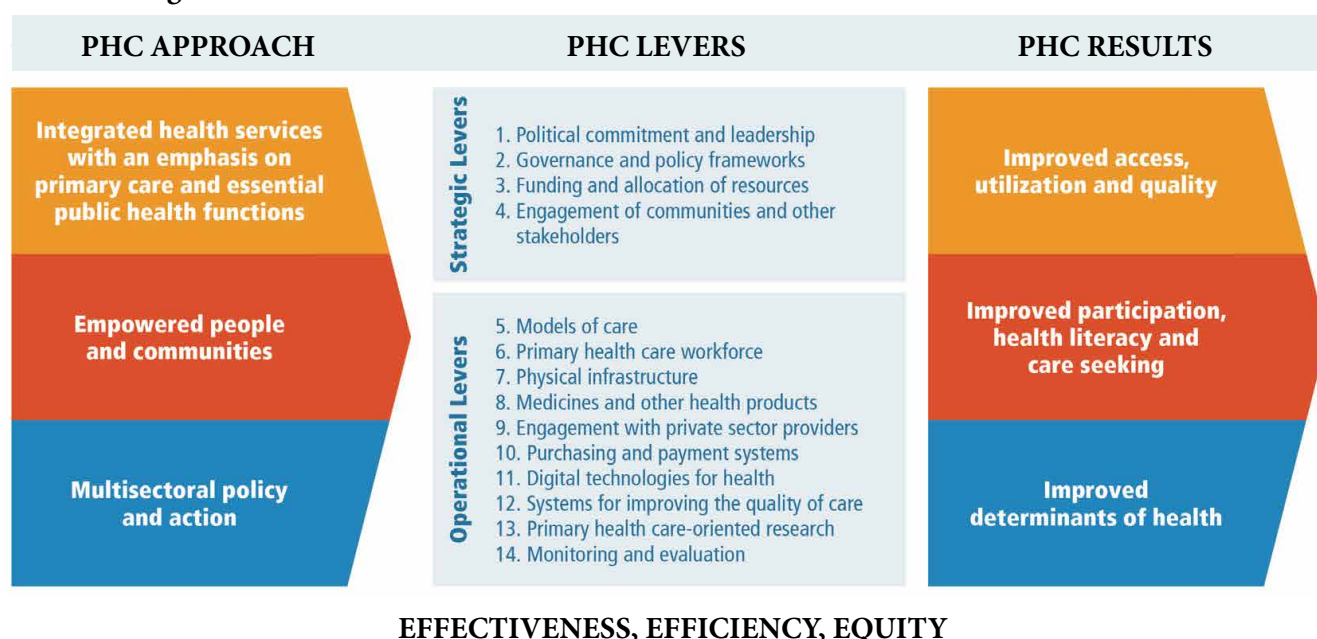 PHC APPROACH
PHC LEVERS
PHC RESULTS
Integrated health services
with an emphasis on
primary care and essential
public health functions
Empowered people
and communities
Multisectoral policy
and action
Strategic Levers
1. Political commitment and leadership
2. Governance and policy frameworks
3. Funding and allocation of resources
4. Engagement of communities and other
stakeholders
Operational Levers
5. Models of care
6. Primary health care workforce
7. Physical infrastructure
8. Medicines and other health products
9. Engagement with private sector providers
10. Purchasing and payment systems
11. Digital technologies for health
12. Systems for improving the quality of care
13. Primary health care-oriented research
14. Monitoring and evaluation
Improved access,
utilization and quality
Improved participation,
health literacy and
care seeking
Improved
determinants of health
EFFECTIVENESS, EFFICIENCY, EQUITY